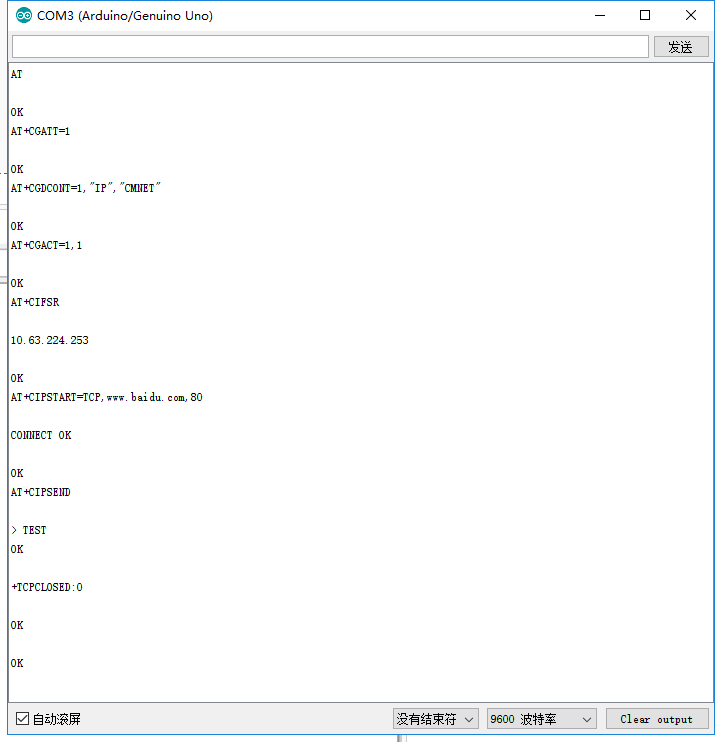 COM3 (Arduino/Genuino Uno)
发送
AT
OK
AT+CGATT=1
OK
AT+CGDCONT=1,"IP","CMNET"
OK
AT+CGACT=1,1
OK
AT+CIFSR
10.63.224.253
OK
AT+CIPSTART=TCP,www.baidu.com,80
CONNECT OK
OK
AT+CIPSEND
> TEST
OK
+TCPCLOSED:0
OK
OK
自动滚屏
没有结束符
9600 波特率
Clear output